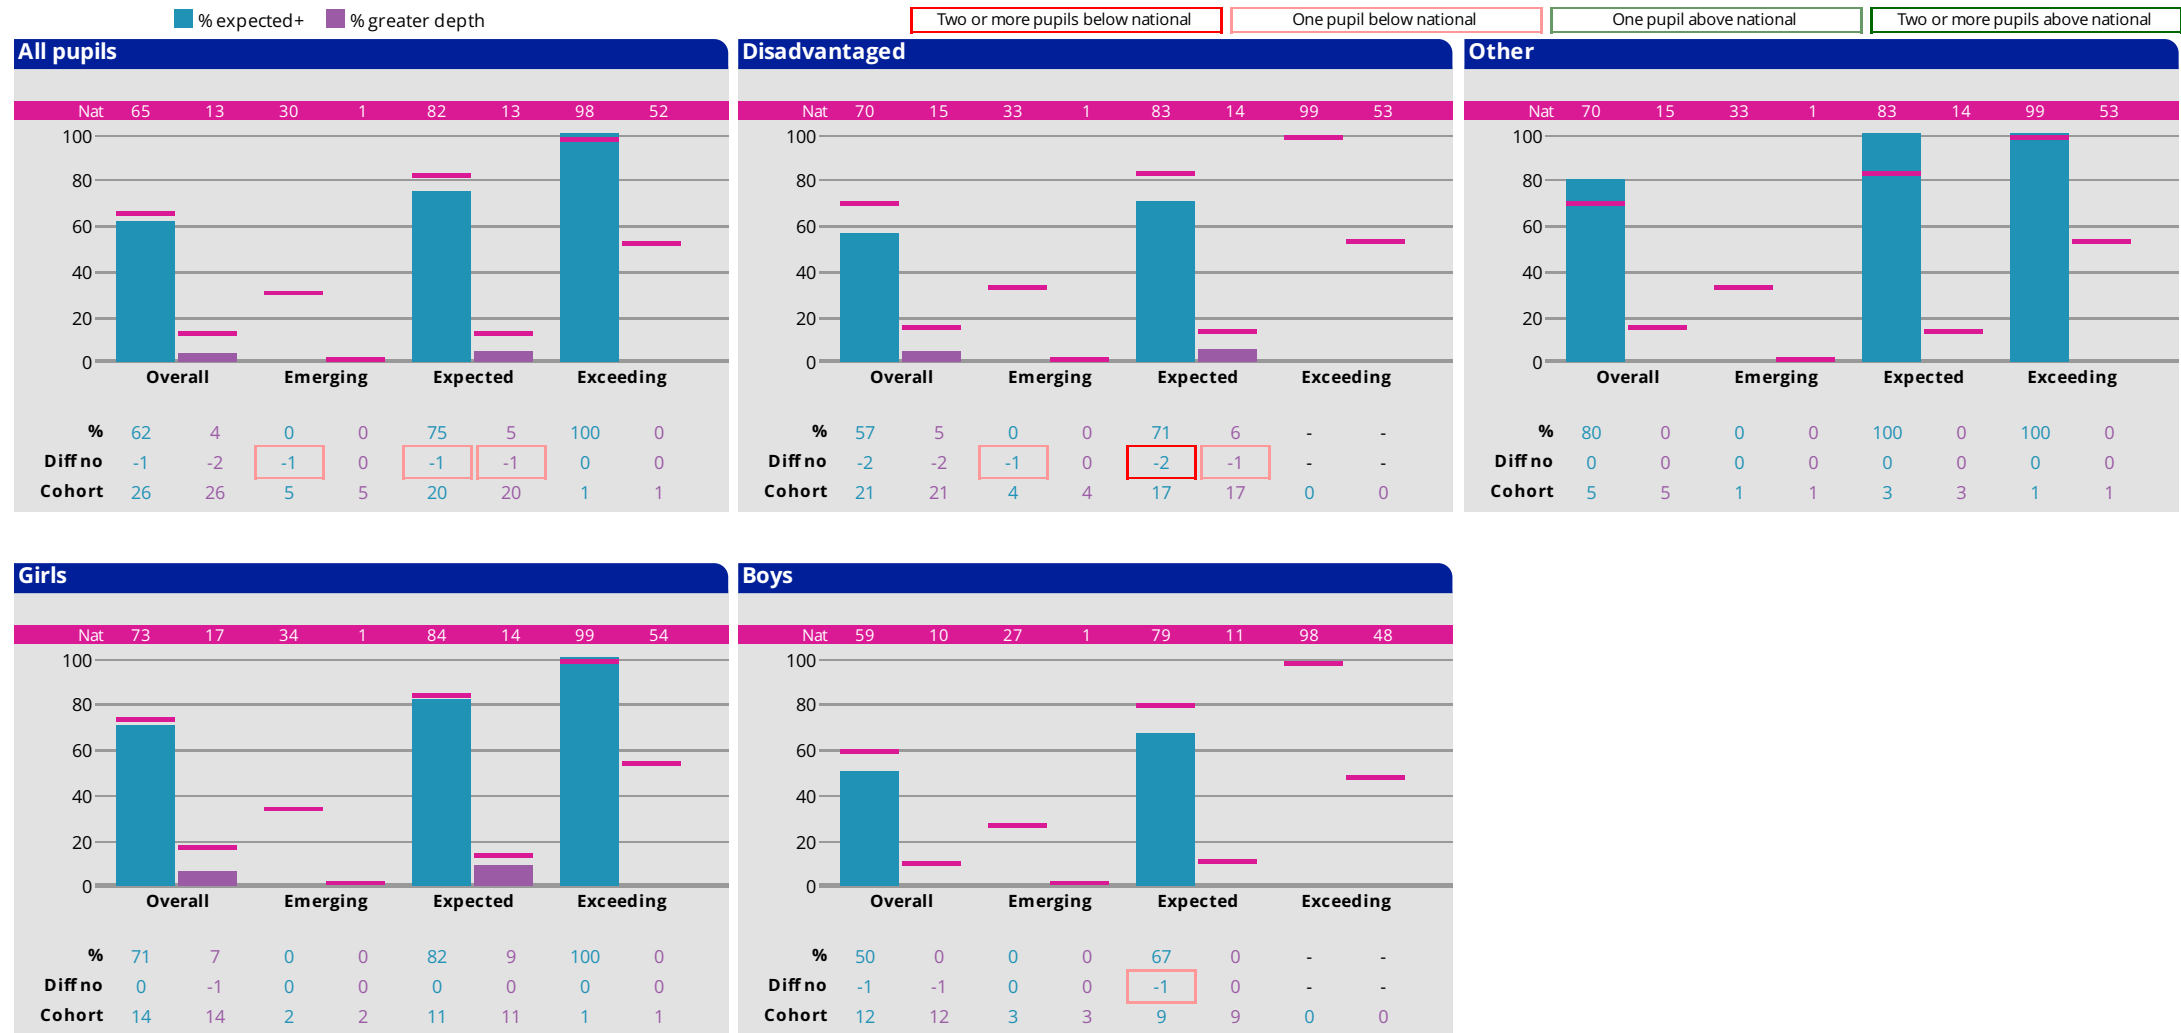 % expected+ % greater depth Two or more pupils below national One pupil below national One pupil above national Two or more pupils above national
All pupils
Nat 65 13 30 1 82 13 98 52
100
80
60
40
20
0
Overall Emerging Expected Exceeding
% 62 4 0 0 75 5 100 0
Diff no -1 -2 -1 0 -1 -1 0 0
Cohort 26 26 5 5 20 20 1 1
Disadvantaged
Nat 70 15 33 1 83 14 99 53
100
80
60
40
20
0
Overall Emerging Expected Exceeding
% 57 5 0 0 71 6 - -
Diff no -2 -2 -1 0 -2 -1 - -
Cohort 21 21 4 4 17 17 0 0
Other
Nat 70 15 33 1 83 14 99 53
100
80
60
40
20
0
Overall Emerging Expected Exceeding
% 80 0 0 0 100 0 100 0
Diff no 0 0 0 0 0 0 0 0
Cohort 5 5 1 1 3 3 1 1
Girls
Nat 73 17 34 1 84 14 99 54
100
80
60
40
20
0
Overall Emerging Expected Exceeding
% 71 7 0 0 82 9 100 0
Diff no 0 -1 0 0 0 0 0 0
Cohort 14 14 2 2 11 11 1 1
Boys
Nat 59 10 27 1 79 11 98 48
100
80
60
40
20
0
Overall Emerging Expected Exceeding
% 50 0 0 0 67 0 - -
Diff no -1 -1 0 0 -1 0 - -
Cohort 12 12 3 3 9 9 0 0